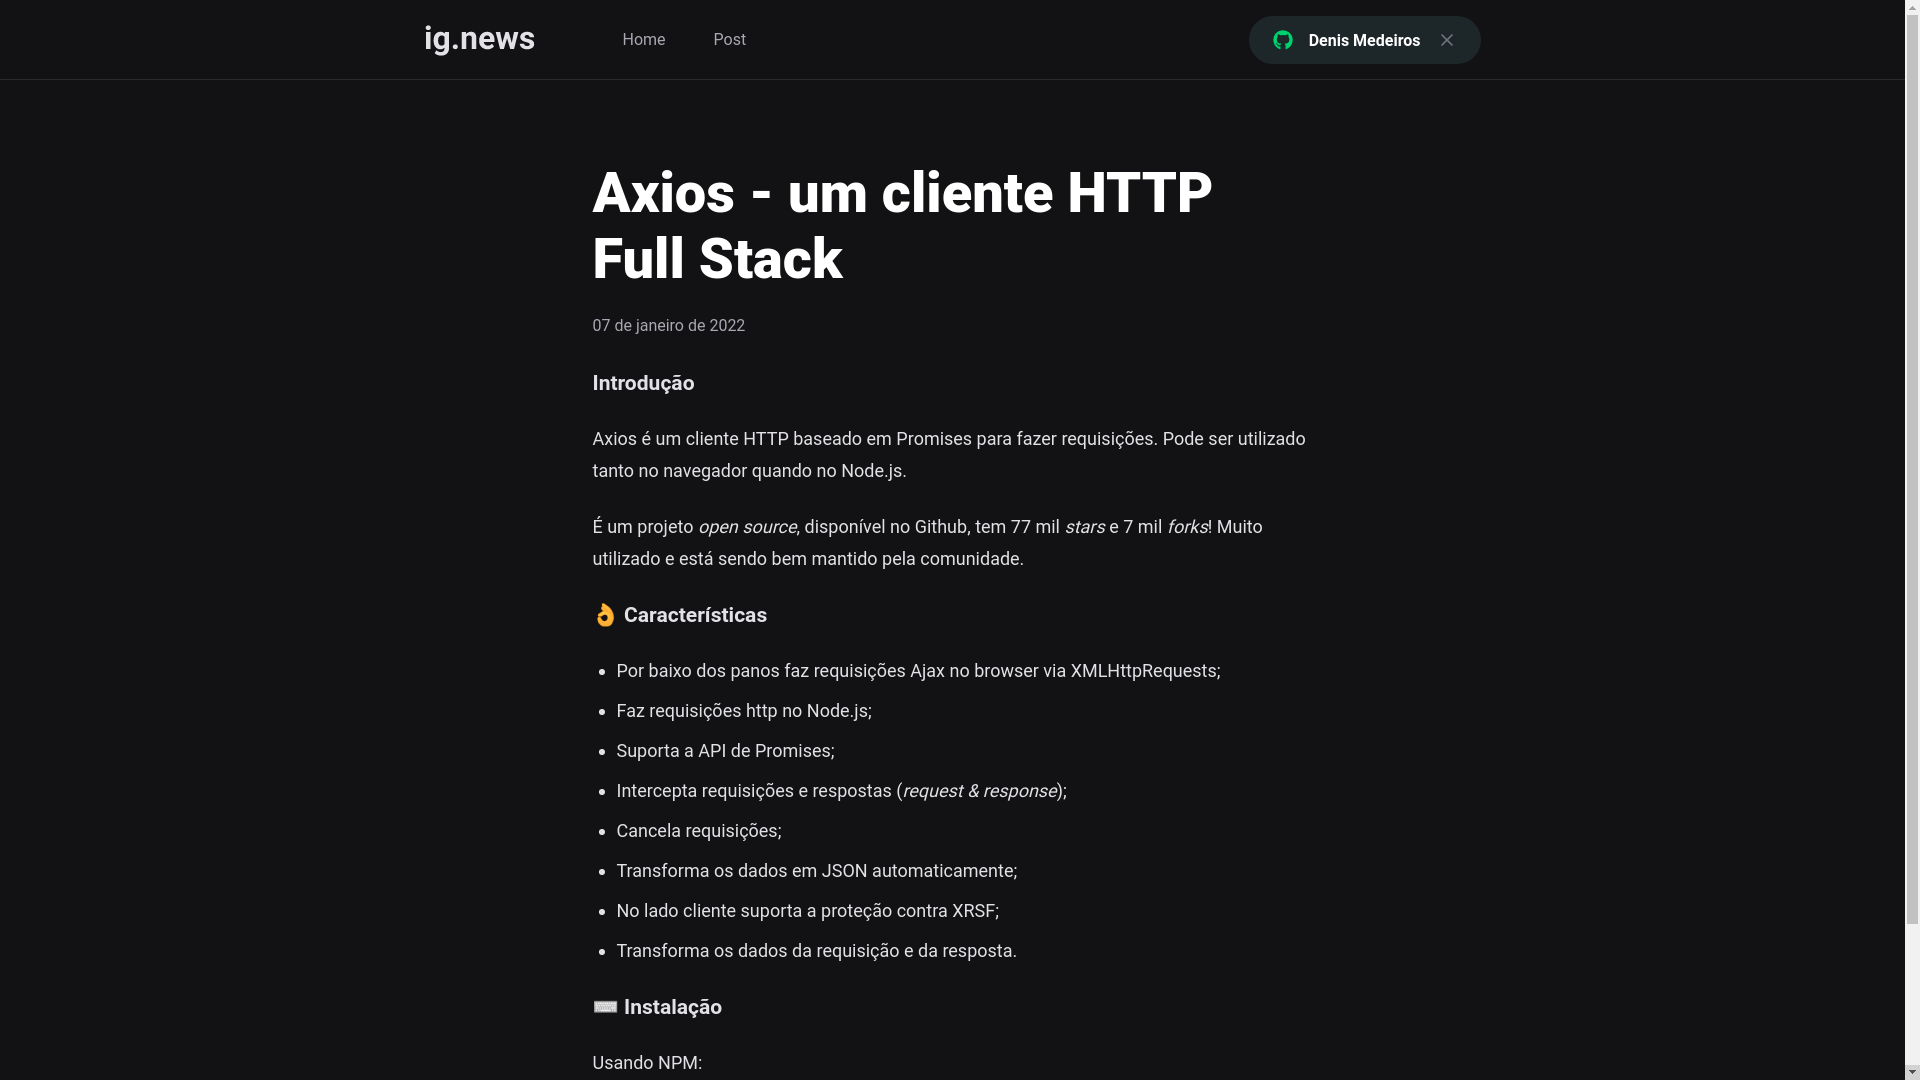 ig.news
Home
Post
Denis Medeiros
Axios - um cliente HTTP
Full Stack
07 de janeiro de 2022
Introdução
Axios é um cliente HTTP baseado em Promises para fazer requisições. Pode ser utilizado
tanto no navegador quando no Node.js.
É um projeto open source, disponível no Github, tem 77 mil stars e 7 mil forks! Muito
utilizado e está sendo bem mantido pela comunidade.
👌 Características
• Por baixo dos panos faz requisições Ajax no browser via XMLHttpRequests;
• Faz requisições http no Node.js;
• Suporta a API de Promises;
• Intercepta requisições e respostas (request & response);
• Cancela requisições;
• Transforma os dados em JSON automaticamente;
• No lado cliente suporta a proteção contra XRSF;
• Transforma os dados da requisição e da resposta.
⌨️ Instalação
Usando NPM: